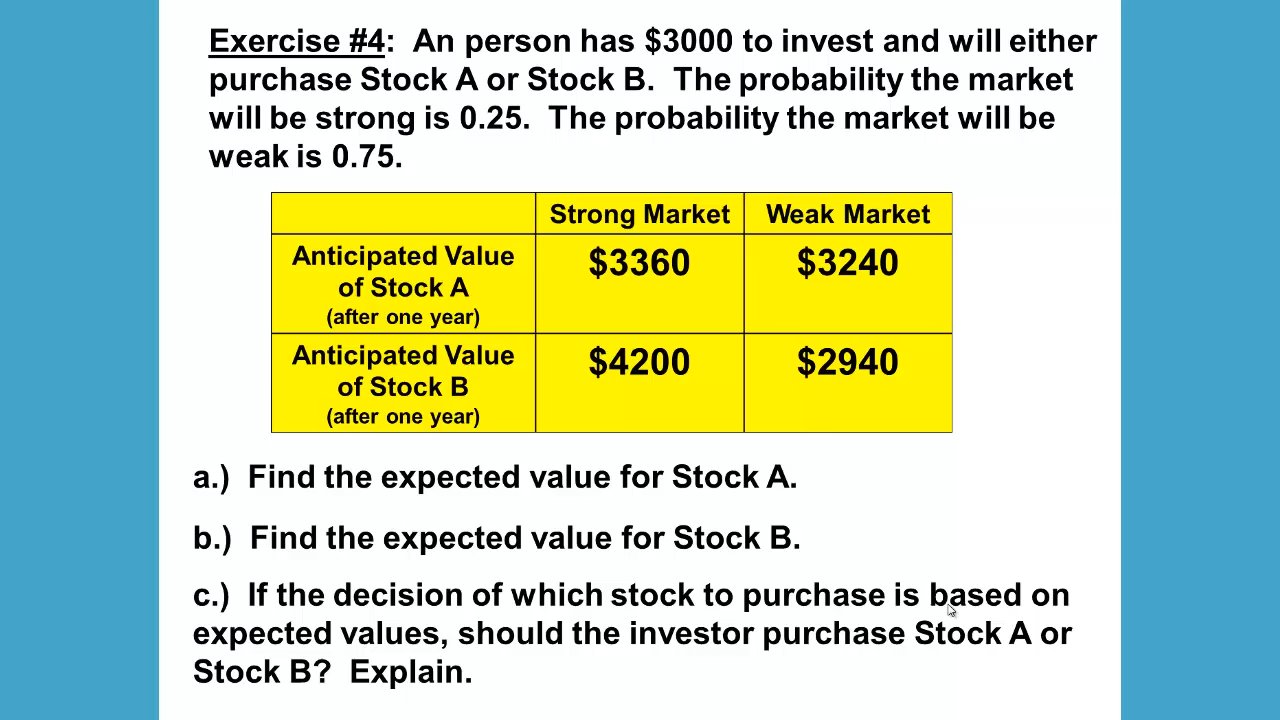 Exercise #4:  An person has $3000 to invest and will either
purchase Stock A or Stock B.  The probability the market
will be strong is 0.25.  The probability the market will be
weak is 0.75.
Strong Market Weak Market
Anticipated Value
of Stock A
(after one year)
$3360 $3240
Anticipated Value
of Stock B
(after one year)
$4200 $2940
a.)  Find the expected value for Stock A.
b.)  Find the expected value for Stock B.
c.)  If the decision of which stock to purchase is based on
expected values, should the investor purchase Stock A or
Stock B?  Explain.